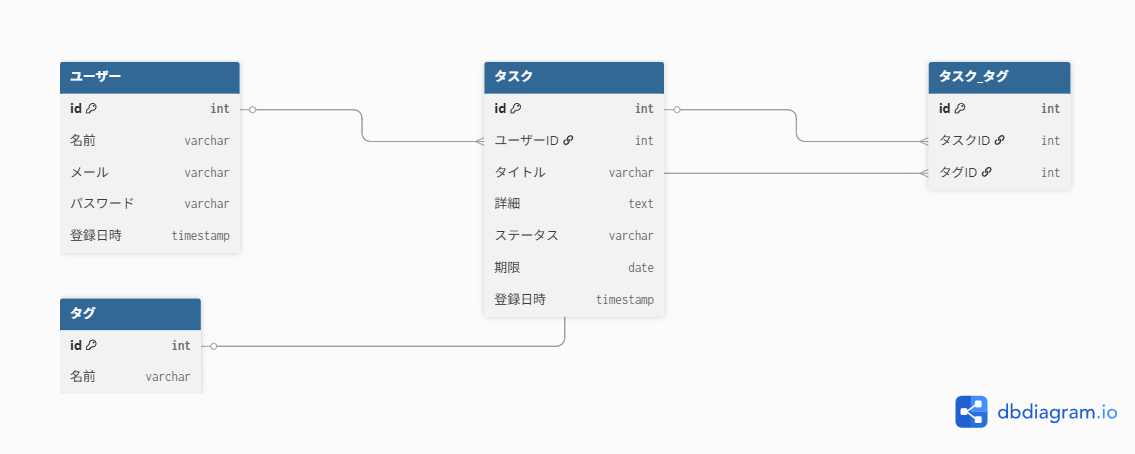 ユーザー
id int
名前 varchar
メール varchar
パスワード varchar
登録日時 timestamp
タスク
id int
ユーザーID int
タイトル varchar
詳細 text
ステータス varchar
期限 date
登録日時 timestamp
タスク_タグ
id int
タスクID int
タグID int
タグ
id int
名前 varchar
dbdiagram.io